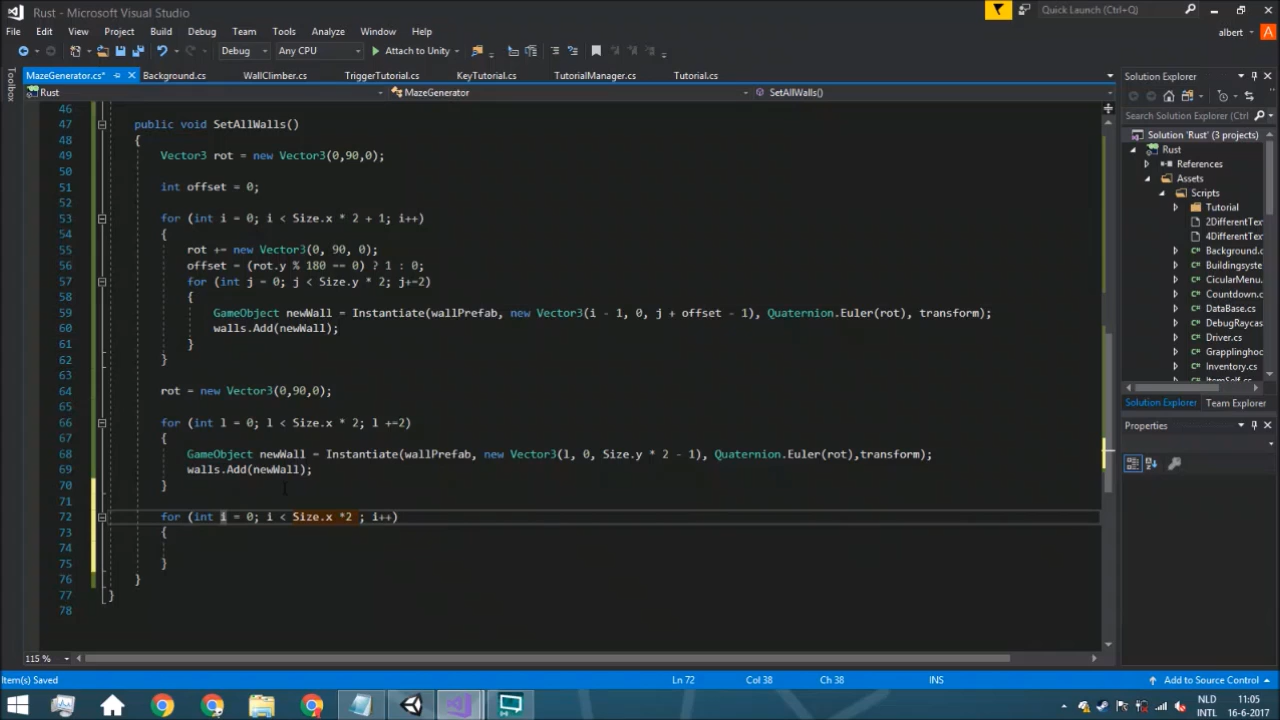 Rust - Microsoft Visual Studio
Quick Launch (Ctrl+Q)
File Edit View Project Build Debug Team Tools Analyze Window Help
albert
A
Debug Any CPU Attach to Unity
MazeGenerator.cs* Background.cs WallClimber.cs TriggerTutorial.cs KeyTutorial.cs TutorialManager.cs Tutorial.cs
Toolbox
Rust MazeGenerator SetAllWalls()
46
47 public void SetAllWalls()
48 {
49 Vector3 rot = new Vector3(0,90,0);
50
51 int offset = 0;
52
53 for (int i = 0; i < Size.x * 2 + 1; i++)
54 {
55 rot += new Vector3(0, 90, 0);
56 offset = (rot.y % 180 == 0) ? 1 : 0;
57 for (int j = 0; j < Size.y * 2; j+=2)
58 {
59 GameObject newWall = Instantiate(wallPrefab, new Vector3(i - 1, 0, j + offset - 1), Quaternion.Euler(rot), transform);
60 walls.Add(newWall);
61 }
62 }
63
64 rot = new Vector3(0,90,0);
65
66 for (int l = 0; l < Size.x * 2; l +=2)
67 {
68 GameObject newWall = Instantiate(wallPrefab, new Vector3(l, 0, Size.y * 2 - 1), Quaternion.Euler(rot),transform);
69 walls.Add(newWall);
70 }
71
72 for (int i = 0; i < Size.x *2 ; i++)
73 {
74
75 }
76 }
77 }
78
115 %
Solution Explorer
Search Solution Explorer (Ctrl
Solution 'Rust' (3 projects)
Rust
References
Assets
Scripts
Tutorial
2DifferentTex
4DifferentTex
Background.c
Buildingsyste
CicularMenu.
Countdown.c
DataBase.cs
DebugRaycas
Driver.cs
Grapplinghoo
Inventory.cs
ItemSelf.cs
Solution Explorer Team Explorer
Properties
Item(s) Saved Ln 72 Col 38 Ch 38 INS Add to Source Control
NLD 11:05
INTL 16-6-2017